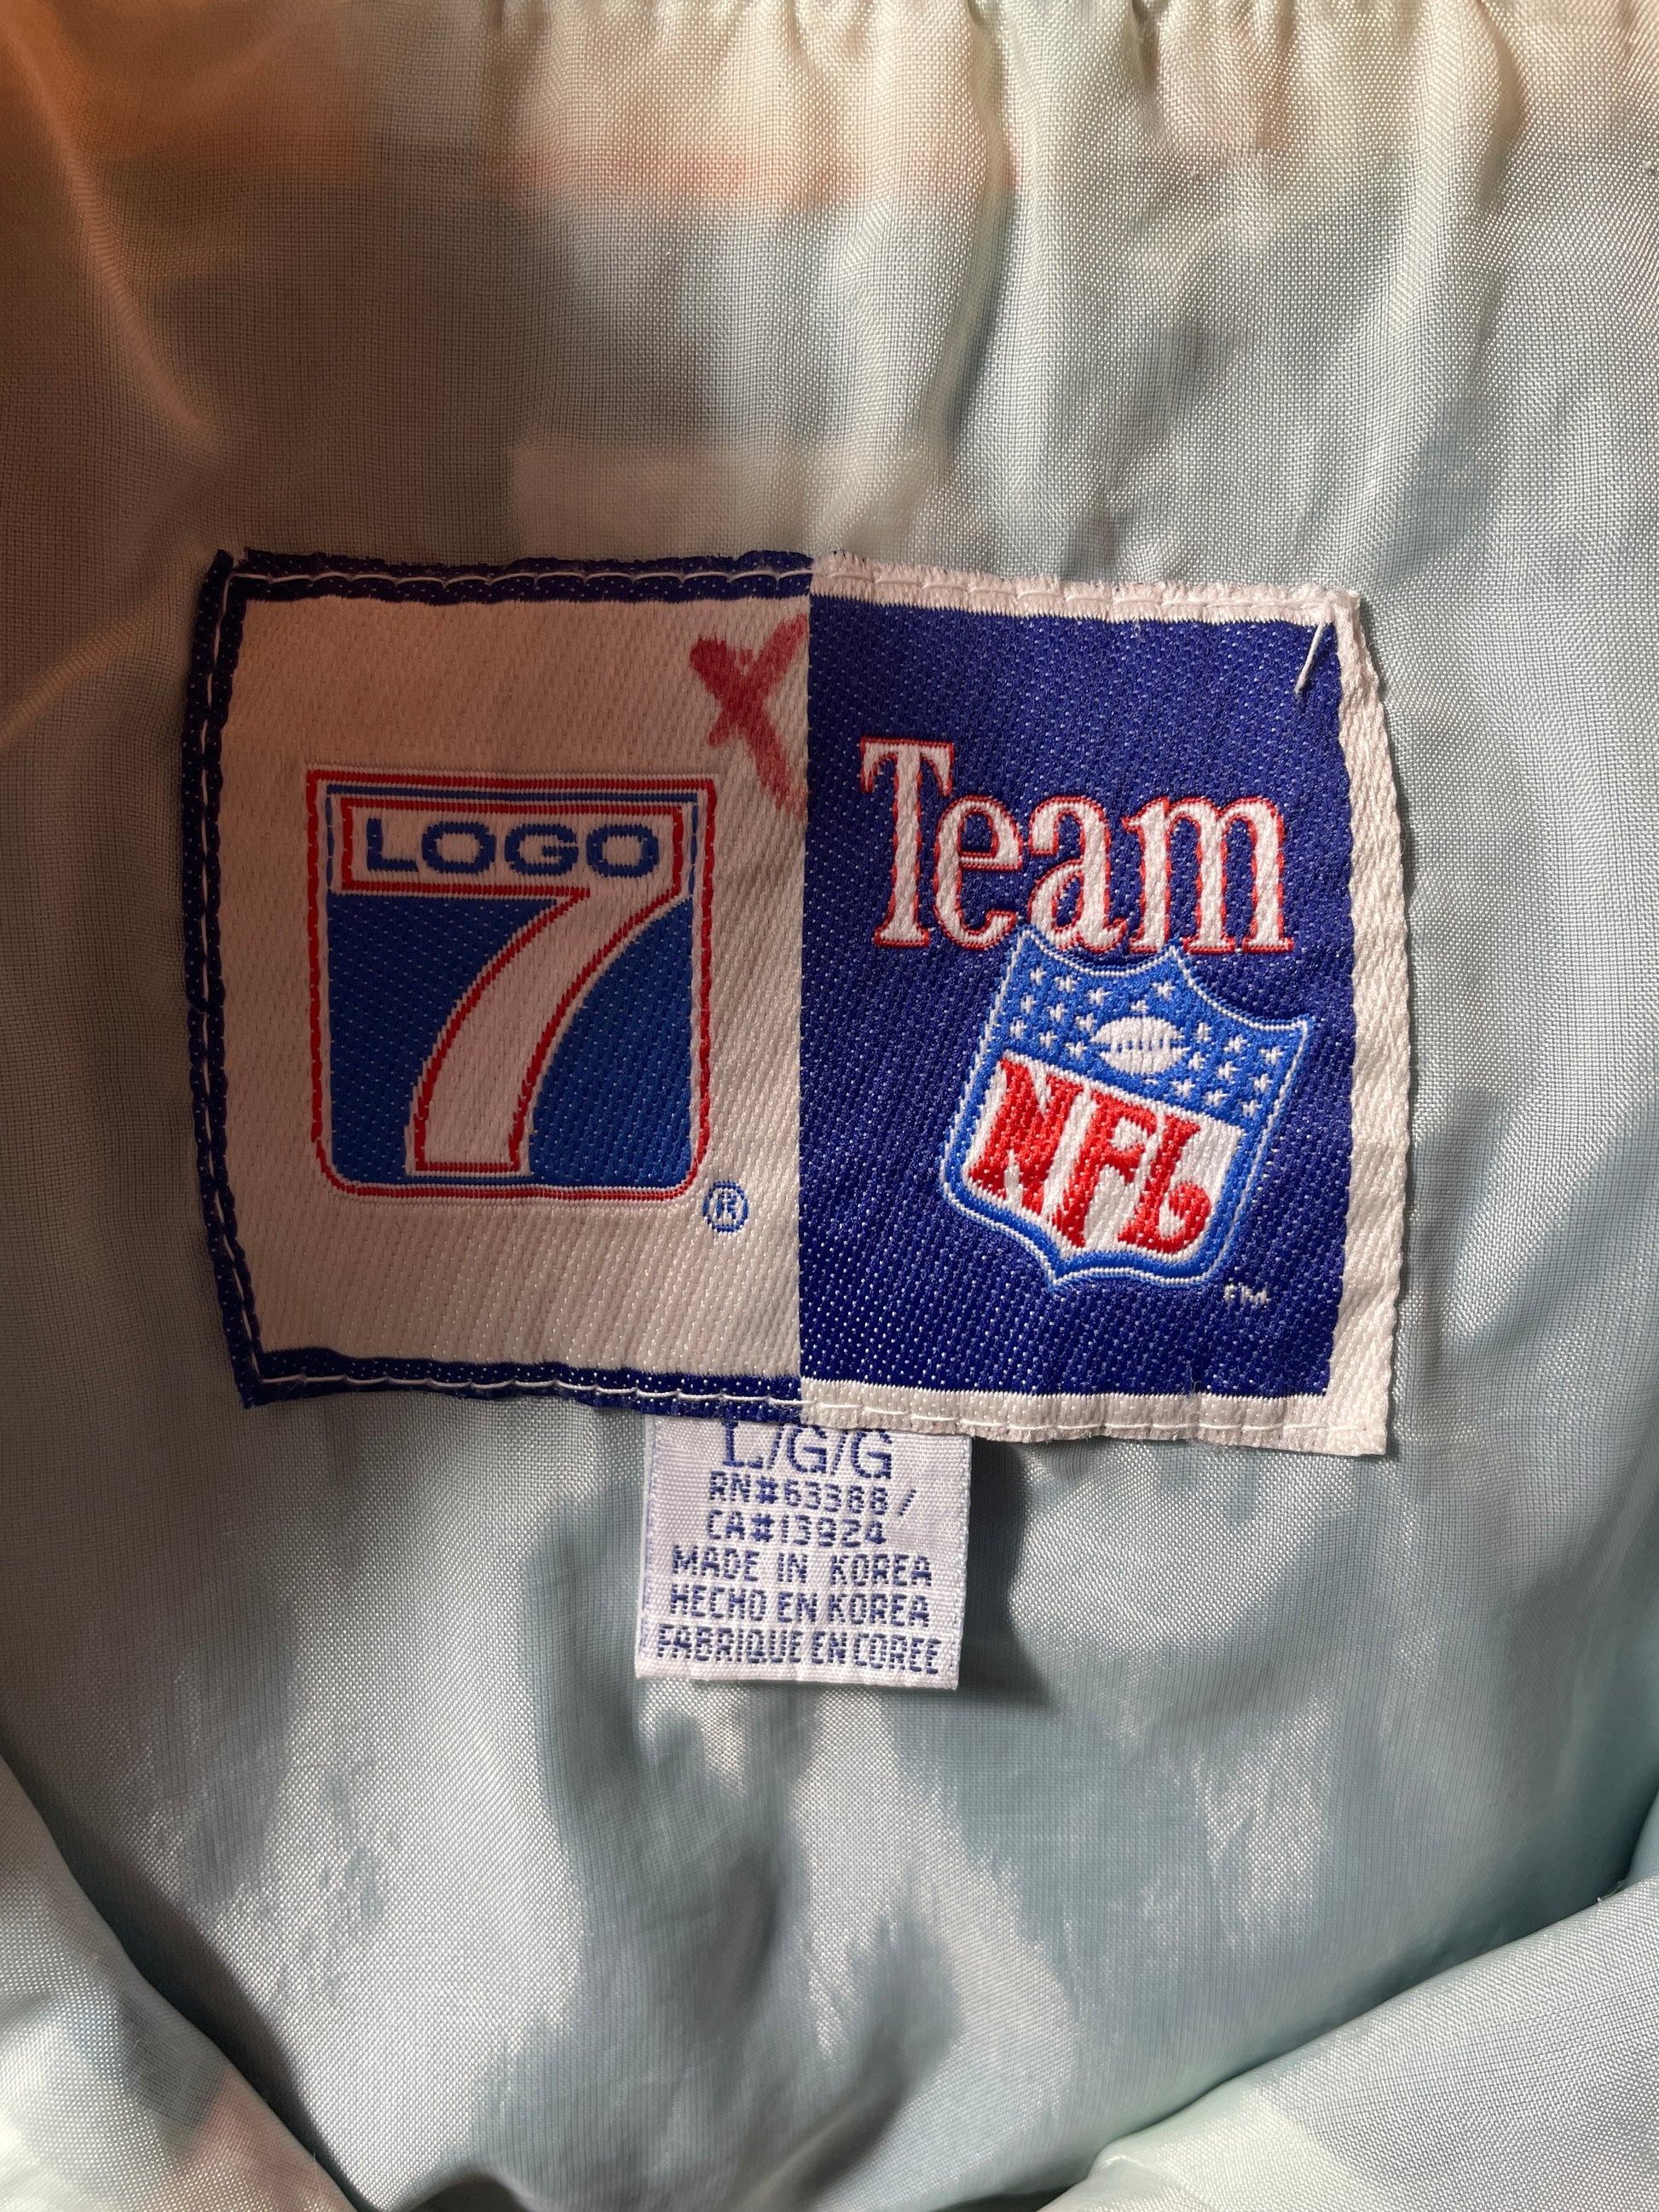 LOGO
7
®
Team
NFL
TM
L/G/G
RN#63388/
CA#13924
MADE IN KOREA
HECHO EN KOREA
FABRIQUE EN COREE